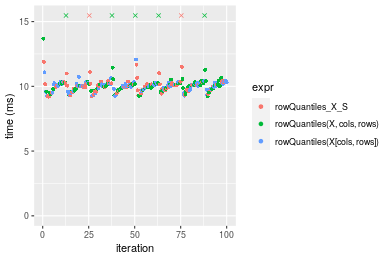 15
10
5
0
time (ms)
0
25
50
75
100
iteration
expr
rowQuantiles_X_S
rowQuantiles(X, cols, rows)
rowQuantiles(X[cols, rows])